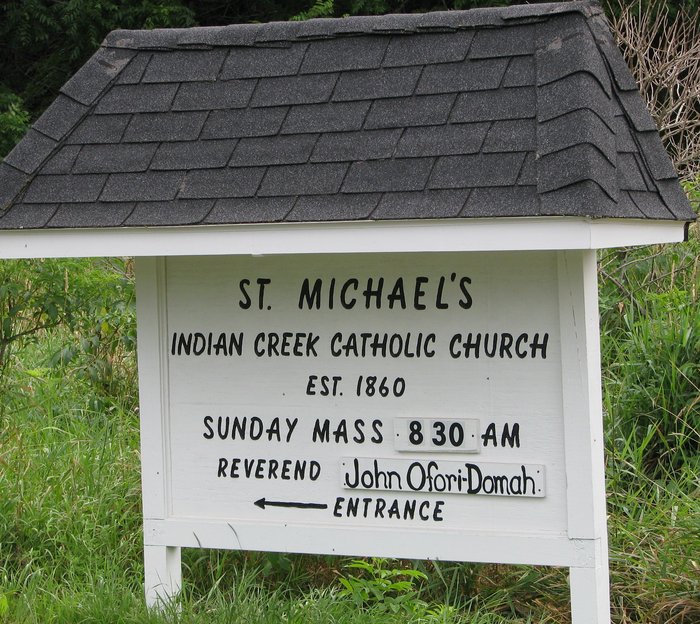 ST. MICHAEL'S
INDIAN CREEK CATHOLIC CHURCH
EST. 1860
SUNDAY MASS 8 30 AM
REVEREND John Ofori-Domah
ENTRANCE